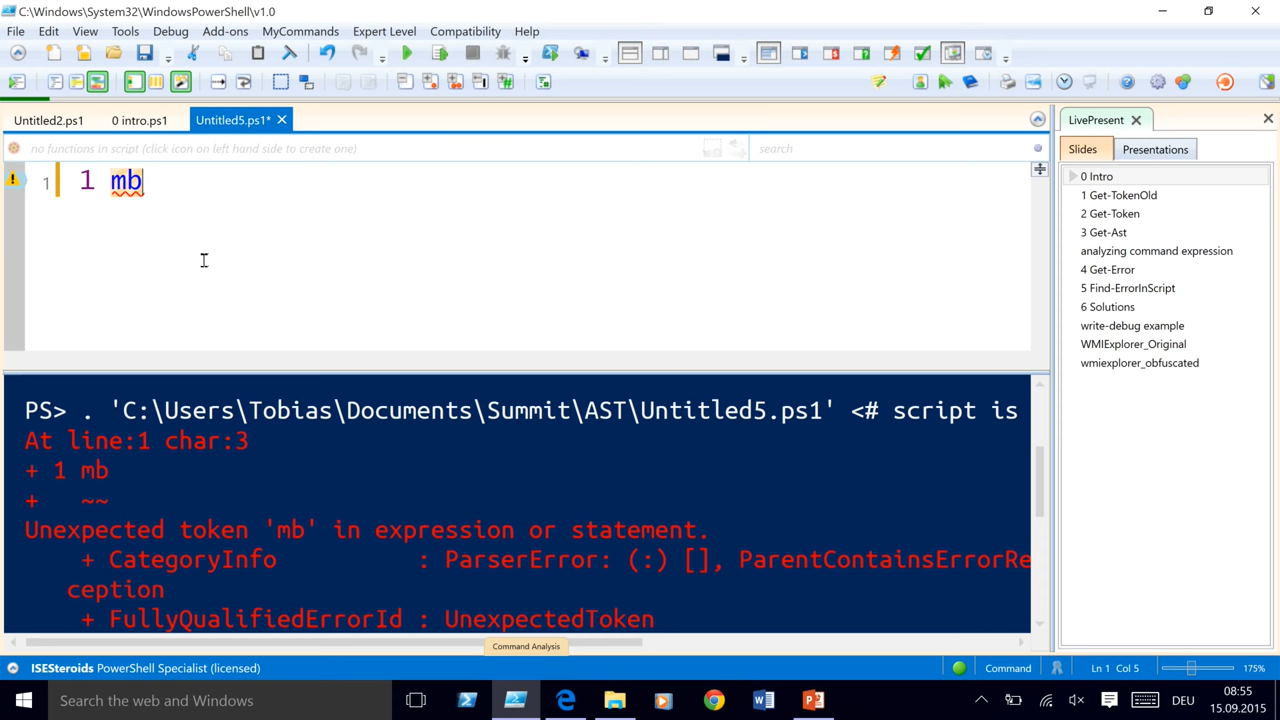 C:\Windows\System32\WindowsPowerShell\v1.0
File Edit View Tools Debug Add-ons MyCommands Expert Level Compatibility Help
Untitled2.ps1 0 intro.ps1 Untitled5.ps1*
no functions in script (click icon on left hand side to create one) search
1 1 mb
LivePresent
Slides Presentations
0 Intro
1 Get-TokenOld
2 Get-Token
3 Get-Ast
analyzing command expression
4 Get-Error
5 Find-ErrorInScript
6 Solutions
write-debug example
WMIExplorer_Original
wmiexplorer_obfuscated
PS> . 'C:\Users\Tobias\Documents\Summit\AST\Untitled5.ps1' <# script is
At line:1 char:3
+ 1 mb
+ ~~
Unexpected token 'mb' in expression or statement.
+ CategoryInfo : ParserError: (:) [], ParentContainsErrorRe
ception
+ FullyQualifiedErrorId : UnexpectedToken
Command Analysis
ISESteroids PowerShell Specialist (licensed) Command Ln 1 Col 5 175%
Search the web and Windows DEU 08:55
15.09.2015